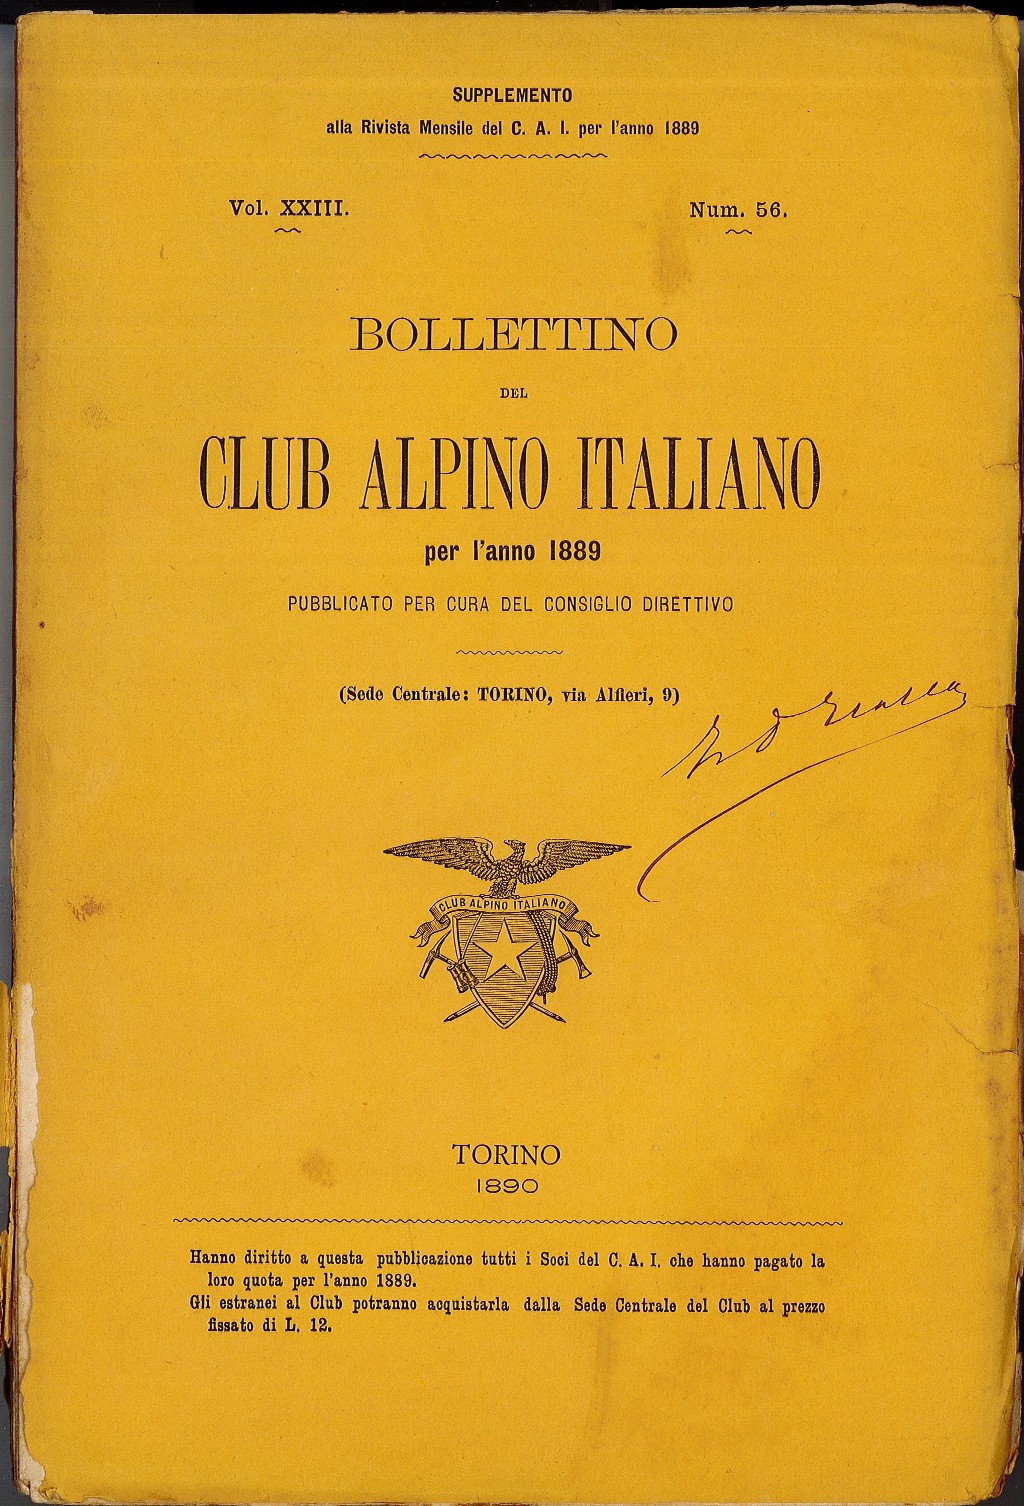 SUPPLEMENTO
alla Rivista Mensile del C. A. I. per l'anno 1889
Vol. XXIII.
Num. 56.
BOLLETTINO
DEL
CLUB ALPINO ITALIANO
per l'anno 1889
PUBBLICATO PER CURA DEL CONSIGLIO DIRETTIVO
(Sede Centrale: TORINO, via Alfieri, 9)
CLUB ALPINO ITALIANO
TORINO
1890
Hanno diritto a questa pubblicazione tutti i Soci del C. A. I. che hanno pagato la
loro quota per l'anno 1889.
Gli estranei al Club potranno acquistarla dalla Sede Centrale del Club al prezzo
fissato di L. 12.